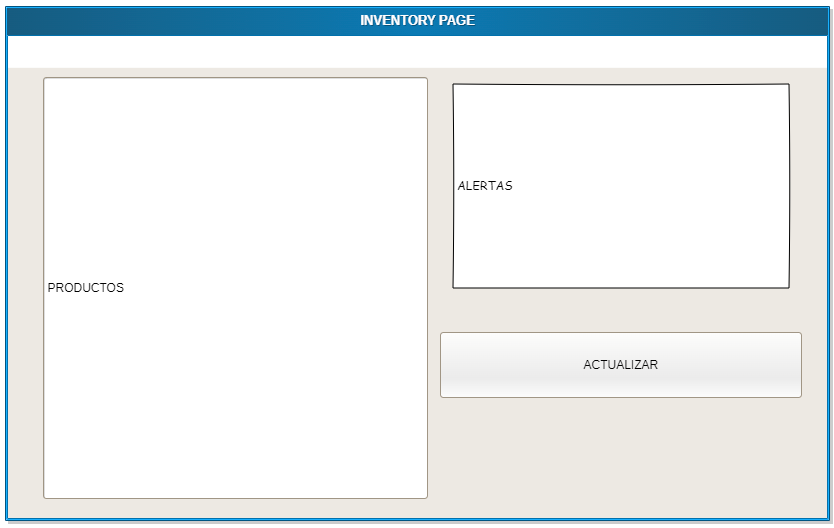 INVENTORY PAGE
PRODUCTOS
ALERTAS
ACTUALIZAR